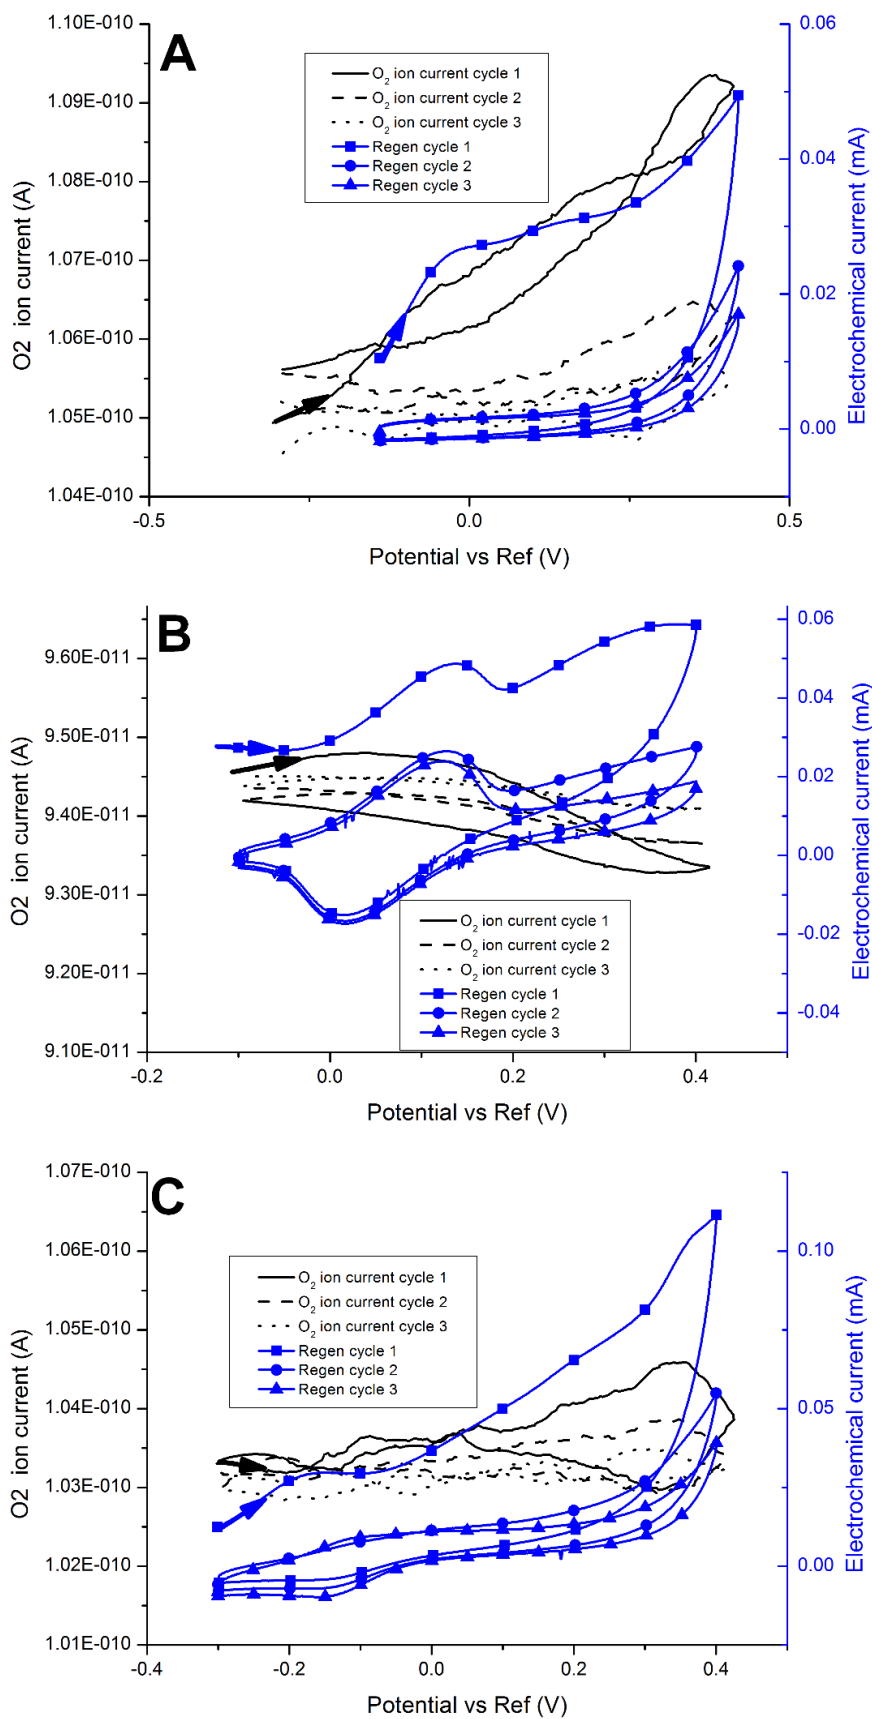 A
1.10E-010
1.09E-010
1.08E-010
1.07E-010
1.06E-010
1.05E-010
1.04E-010
O2 ion current (A)
O2 ion current cycle 1
O2 ion current cycle 2
O2 ion current cycle 3
Regen cycle 1
Regen cycle 2
Regen cycle 3
0.06
0.04
0.02
0.00
Electrochemical current (mA)
-0.5 0.0 0.5
Potential vs Ref (V)
B
9.60E-011
9.50E-011
9.40E-011
9.30E-011
9.20E-011
9.10E-011
O2 ion current (A)
O2 ion current cycle 1
O2 ion current cycle 2
O2 ion current cycle 3
Regen cycle 1
Regen cycle 2
Regen cycle 3
0.06
0.04
0.02
0.00
-0.02
-0.04
Electrochemical current (mA)
-0.2 0.0 0.2 0.4
Potential vs Ref (V)
C
1.07E-010
1.06E-010
1.05E-010
1.04E-010
1.03E-010
1.02E-010
1.01E-010
O2 ion current (A)
O2 ion current cycle 1
O2 ion current cycle 2
O2 ion current cycle 3
Regen cycle 1
Regen cycle 2
Regen cycle 3
0.10
0.05
0.00
Electrochemical current (mA)
-0.4 -0.2 0.0 0.2 0.4
Potential vs Ref (V)